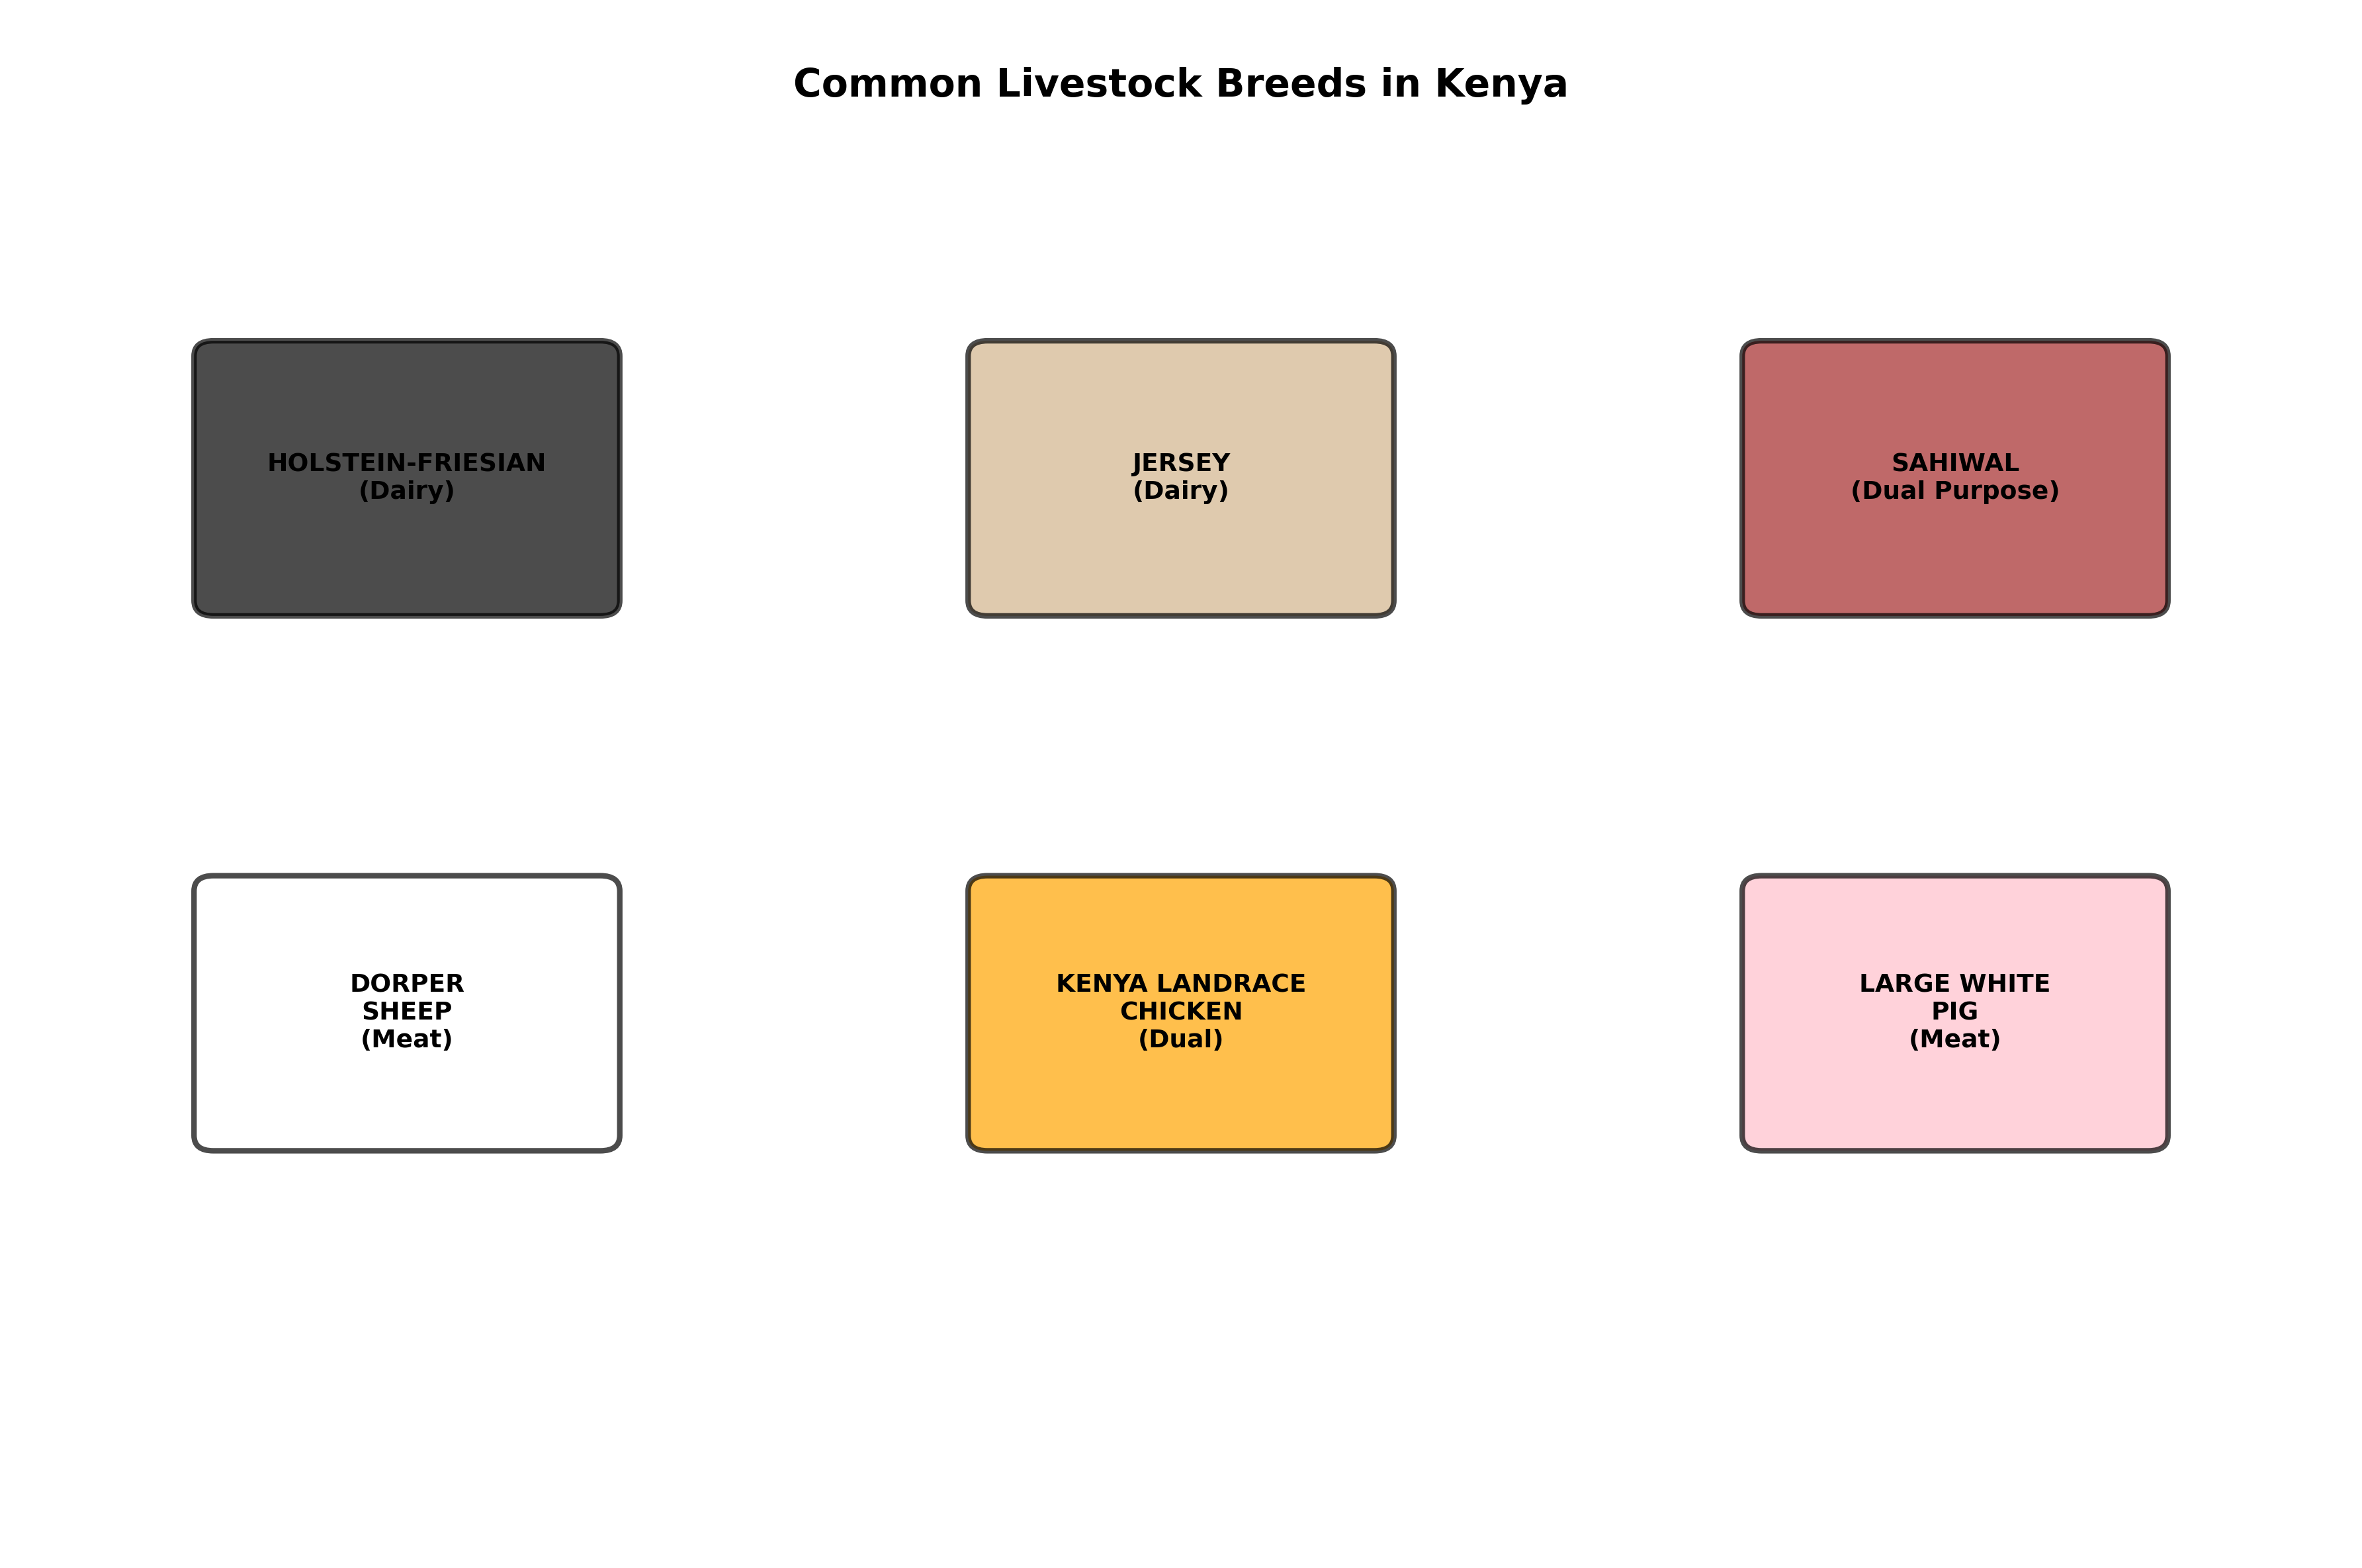 Common Livestock Breeds in Kenya
HOLSTEIN-FRIESIAN
(Dairy)
JERSEY
(Dairy)
SAHIWAL
(Dual Purpose)
DORPER
SHEEP
(Meat)
KENYA LANDRACE
CHICKEN
(Dual)
LARGE WHITE
PIG
(Meat)